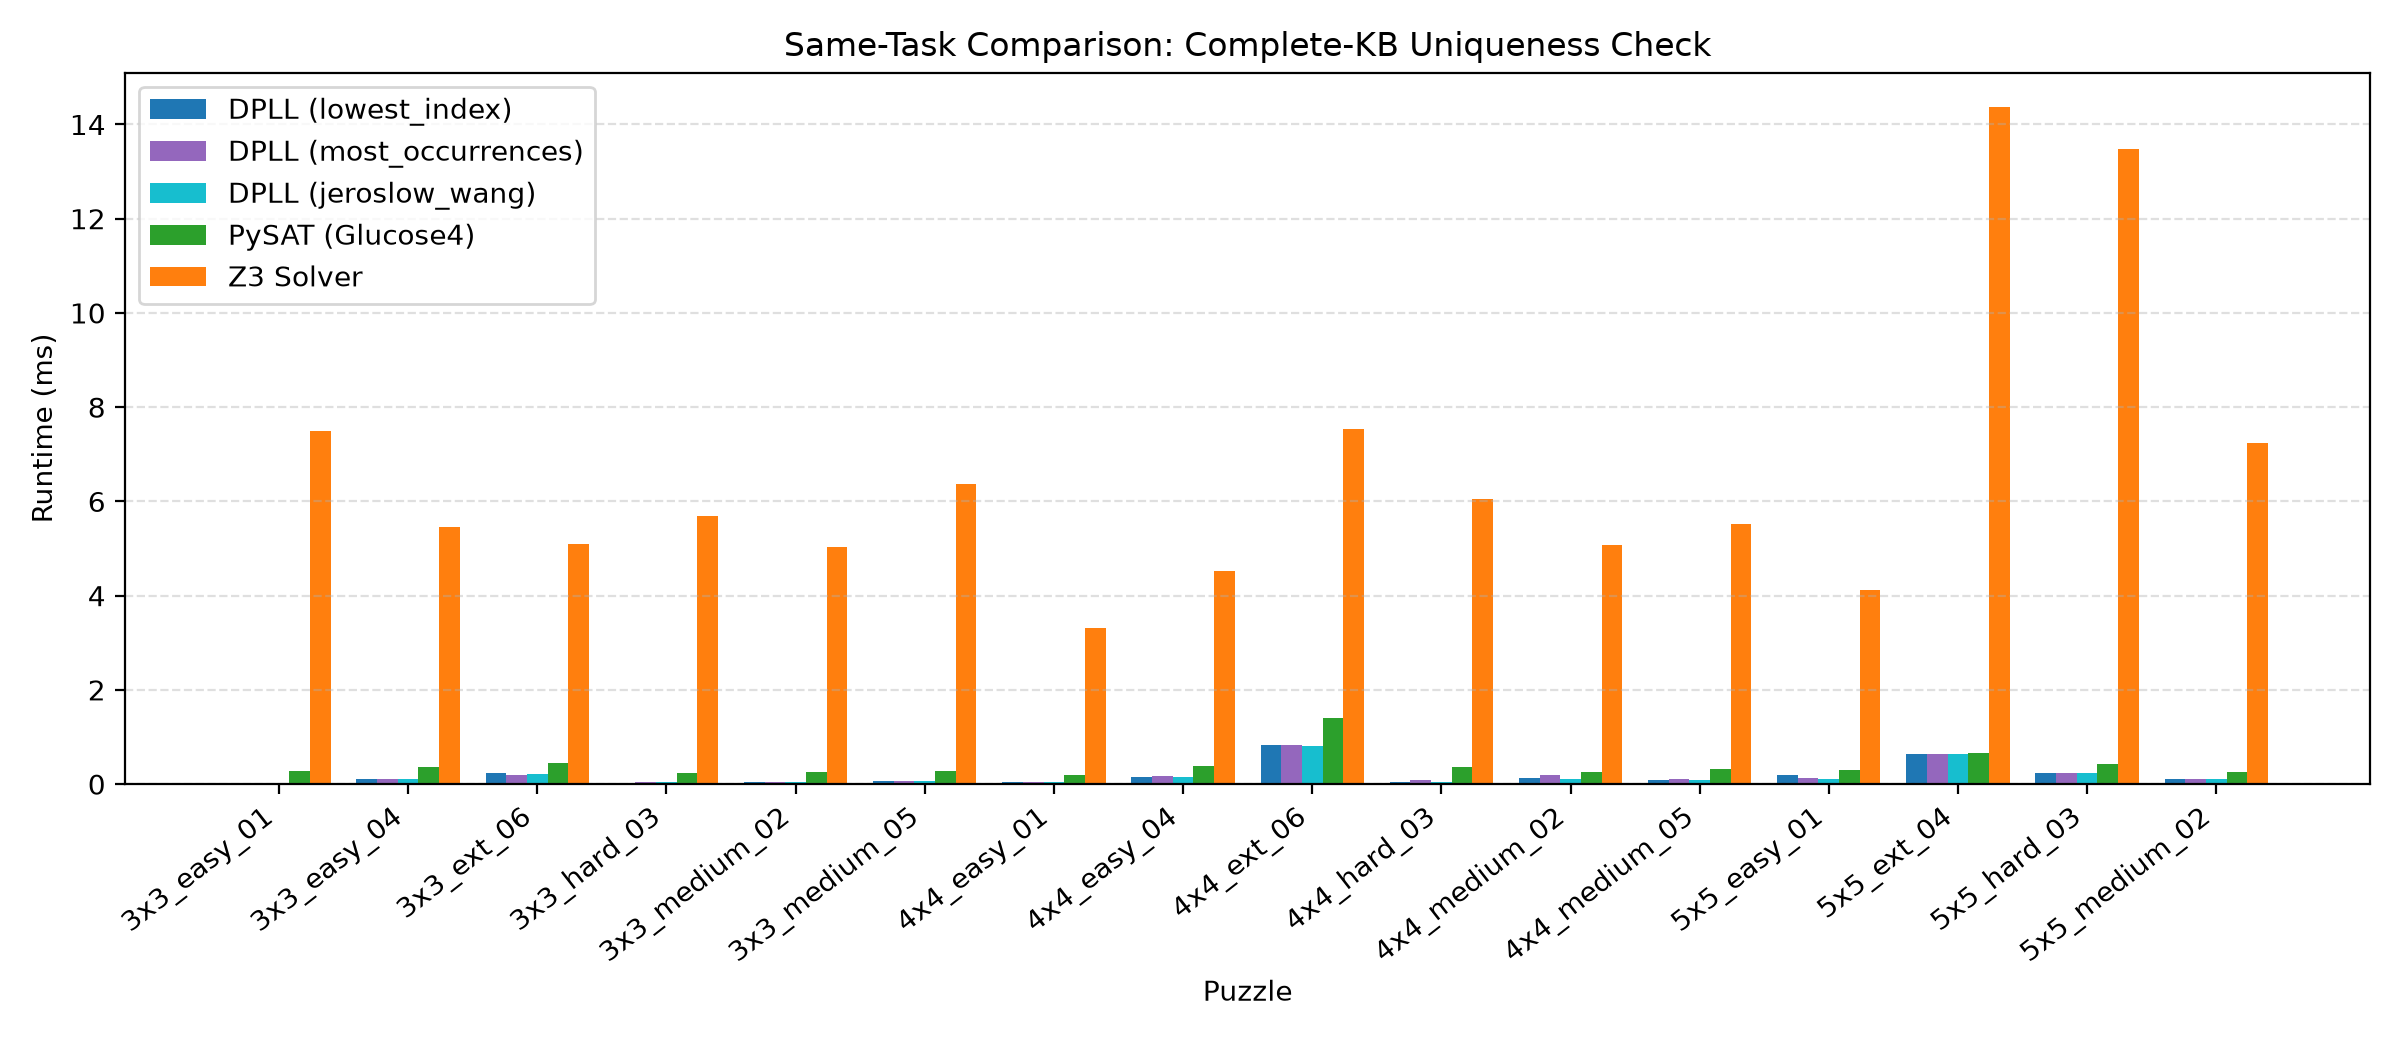 Same-Task Comparison: Complete-KB Uniqueness Check
DPLL (lowest_index)
DPLL (most_occurrences)
DPLL (jeroslow_wang)
PySAT (Glucose4)
Z3 Solver
Runtime (ms)
14
12
10
8
6
4
2
0
3x3_easy_01
3x3_easy_04
3x3_ext_06
3x3_hard_03
3x3_medium_02
3x3_medium_05
4x4_easy_01
4x4_easy_04
4x4_ext_06
4x4_hard_03
4x4_medium_02
4x4_medium_05
5x5_easy_01
5x5_ext_04
5x5_hard_03
5x5_medium_02
Puzzle